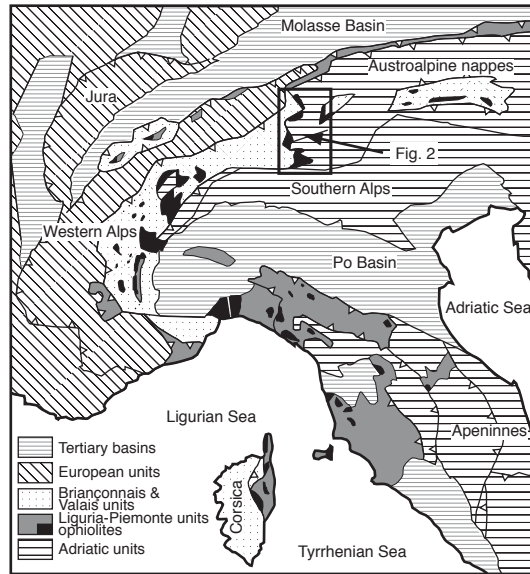 Molasse Basin
Austroalpine nappes
Jura
Fig. 2
Southern Alps
Western Alps
Po Basin
Adriatic Sea
Ligurian Sea
Apeninnes
Corsica
Tyrrhenian Sea
Tertiary basins
European units
Briançonnais &
Valais units
Liguria-Piemonte units
ophiolites
Adriatic units